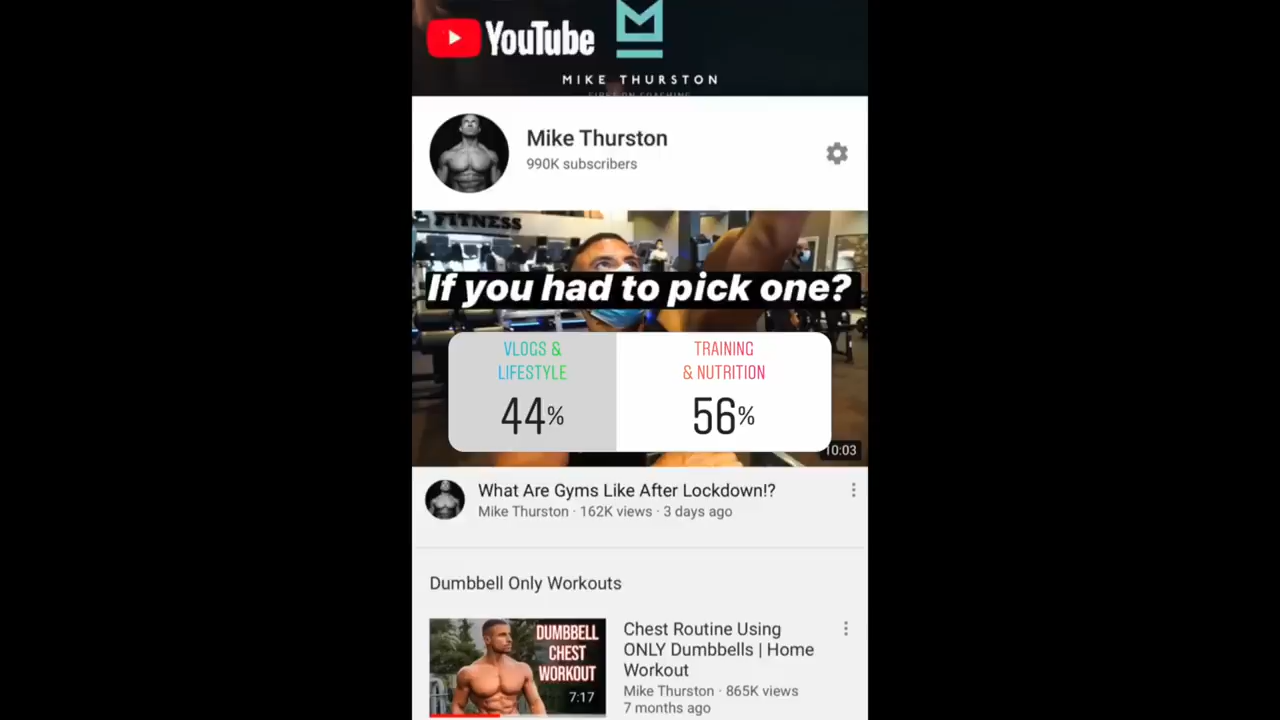 YouTube
MIKE THURSTON
FIRST ON COACHING
Mike Thurston
990K subscribers
FITNESS
If you had to pick one?
VLOGS &
LIFESTYLE
44%
TRAINING
& NUTRITION
56%
10:03
What Are Gyms Like After Lockdown!?
Mike Thurston · 162K views · 3 days ago
Dumbbell Only Workouts
DUMBBELL
CHEST
WORKOUT
7:17
Chest Routine Using
ONLY Dumbbells | Home
Workout
Mike Thurston · 865K views
7 months ago